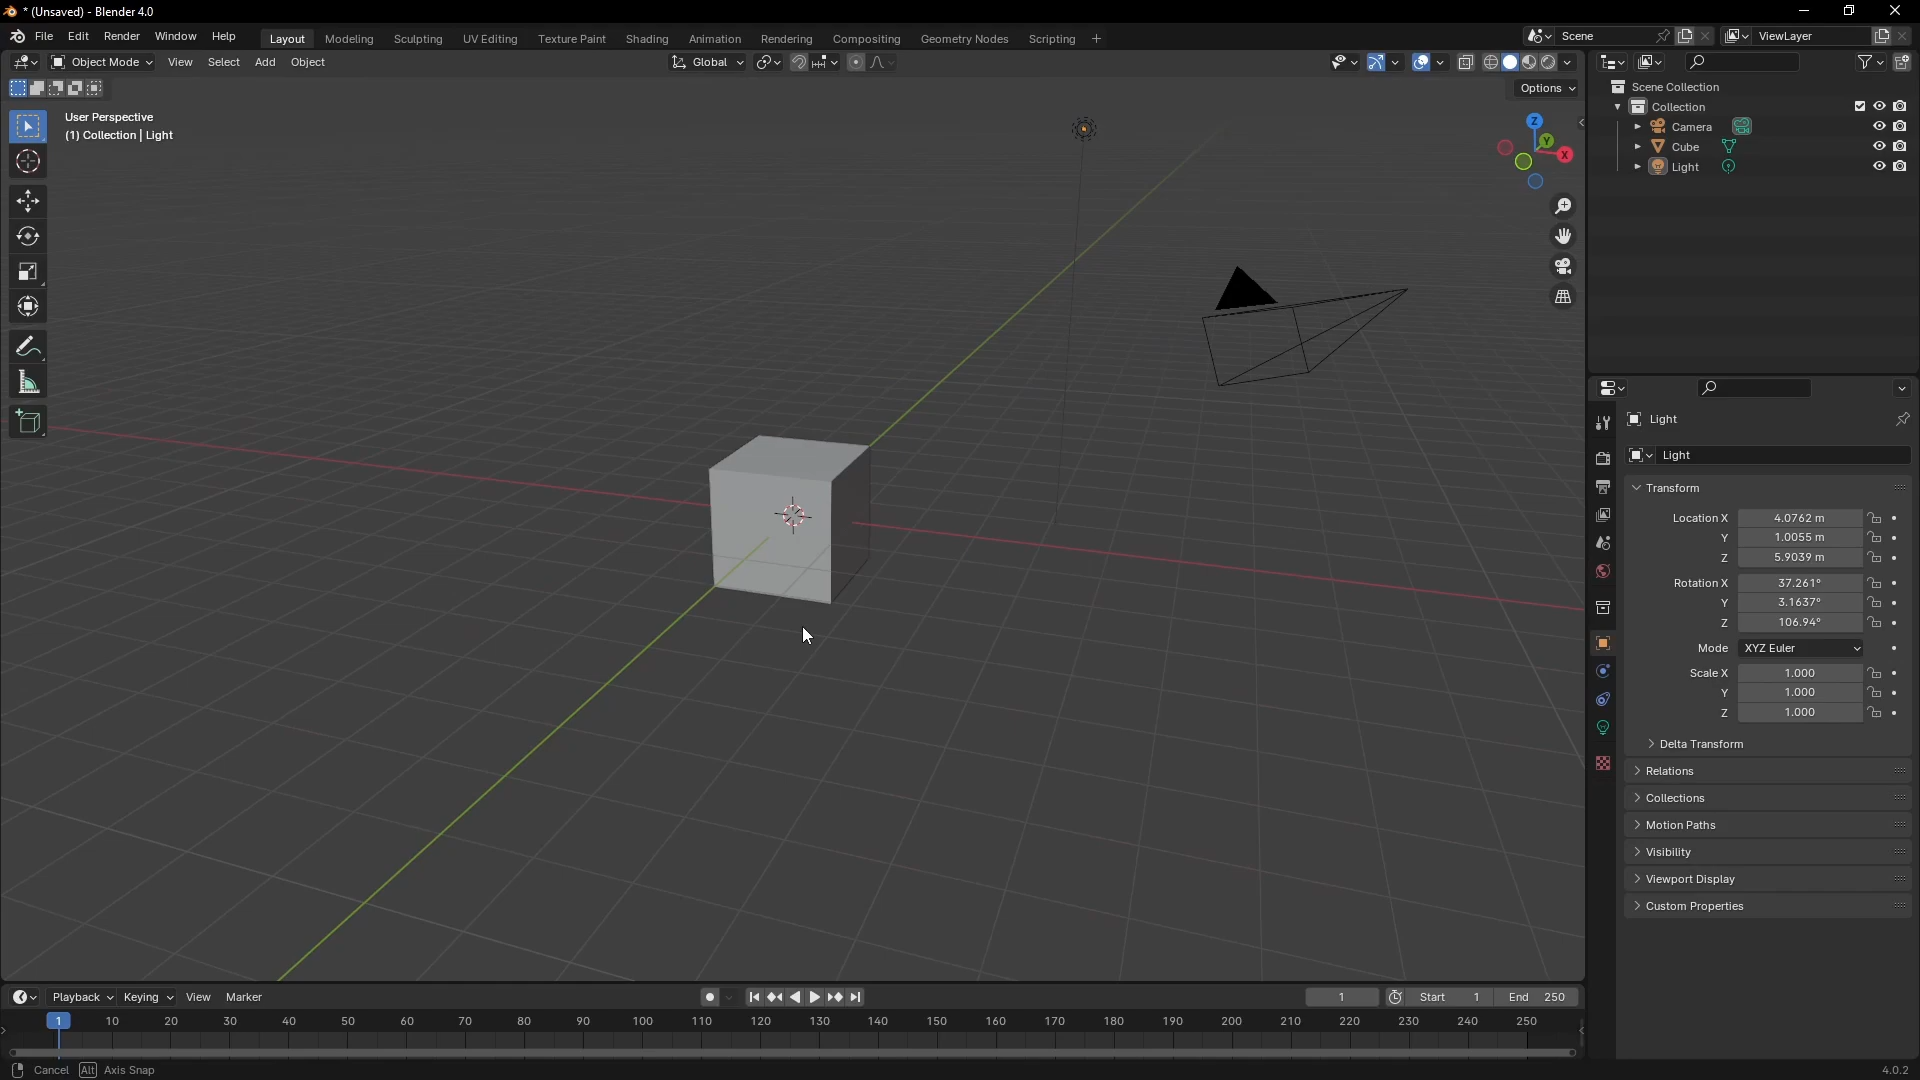 * (Unsaved) - Blender 4.0
File Edit Render Window Help Layout Modeling Sculpting UV Editing Texture Paint Shading Animation Rendering Compositing Geometry Nodes Scripting + Scene ViewLayer
Object Mode View Select Add Object Global
Options
User Perspective
(1) Collection | Light
Z
Y
X
Scene Collection
Collection
Camera
Cube
Light
Light
Light
Transform
Location X 4.0762 m
Y 1.0055 m
Z 5.9039 m
Rotation X 37.261°
Y 3.1637°
Z 106.94°
Mode XYZ Euler
Scale X 1.000
Y 1.000
Z 1.000
Delta Transform
Relations
Collections
Motion Paths
Visibility
Viewport Display
Custom Properties
Playback Keying View Marker 1 Start 1 End 250
1 10 20 30 40 50 60 70 80 90 100 110 120 130 140 150 160 170 180 190 200 210 220 230 240 250
Cancel Alt Axis Snap 4.0.2